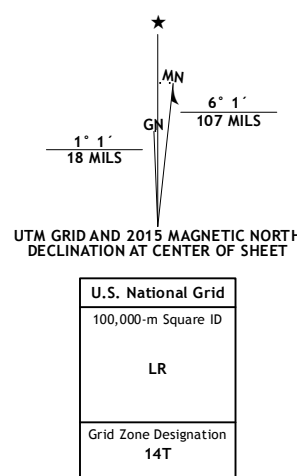 ★
MN
6° 1´
107 MILS
GN
1° 1´
18 MILS
UTM GRID AND 2015 MAGNETIC NORTH
DECLINATION AT CENTER OF SHEET
U.S. National Grid
100,000-m Square ID
LR
Grid Zone Designation
14T